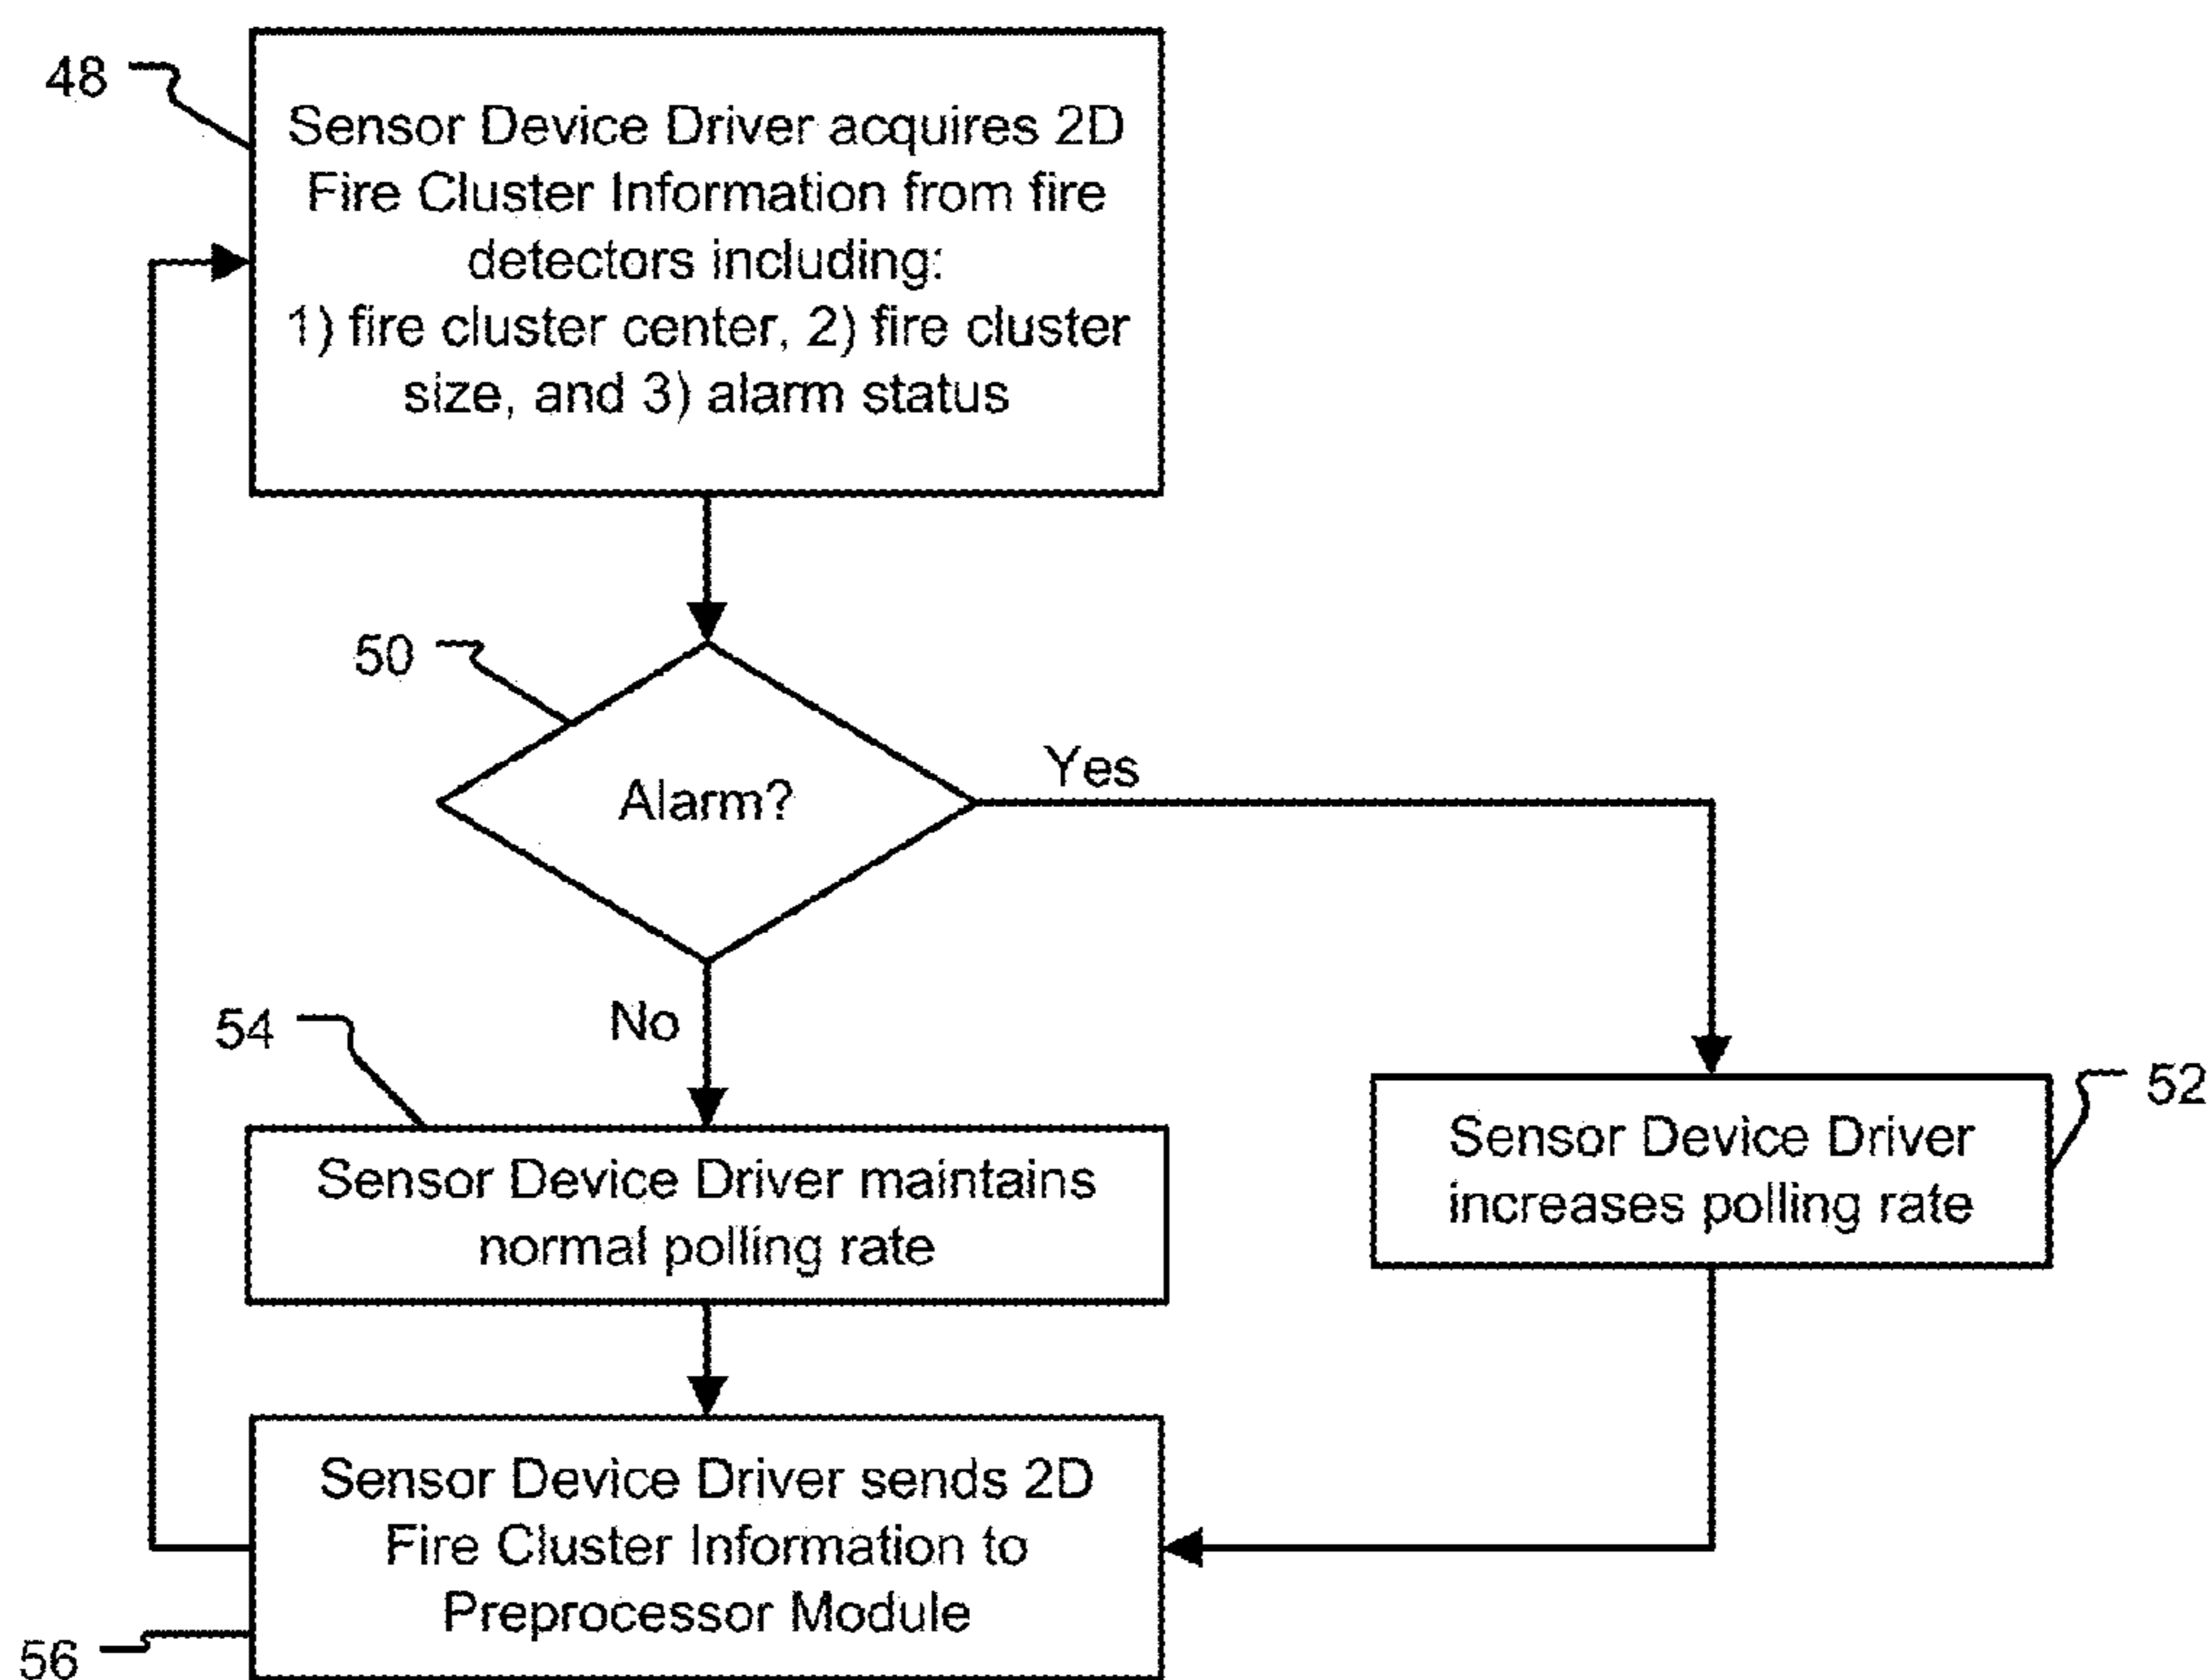 48
Sensor Device Driver acquires 2D
Fire Cluster Information from fire
detectors including:
1) fire cluster center, 2) fire cluster
size, and 3) alarm status
50
Alarm?
Yes
No
54
Sensor Device Driver maintains
normal polling rate
52
Sensor Device Driver
increases polling rate
Sensor Device Driver sends 2D
Fire Cluster Information to
Preprocessor Module
56